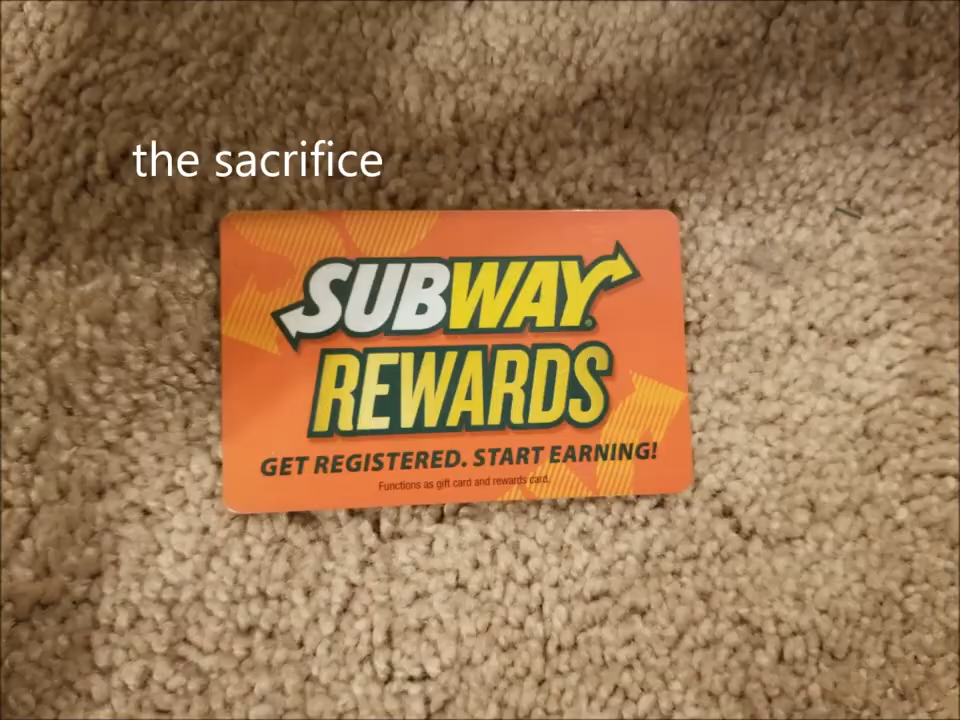 the sacrifice
SUBWAY®
REWARDS
GET REGISTERED. START EARNING!
Functions as gift card and rewards card.